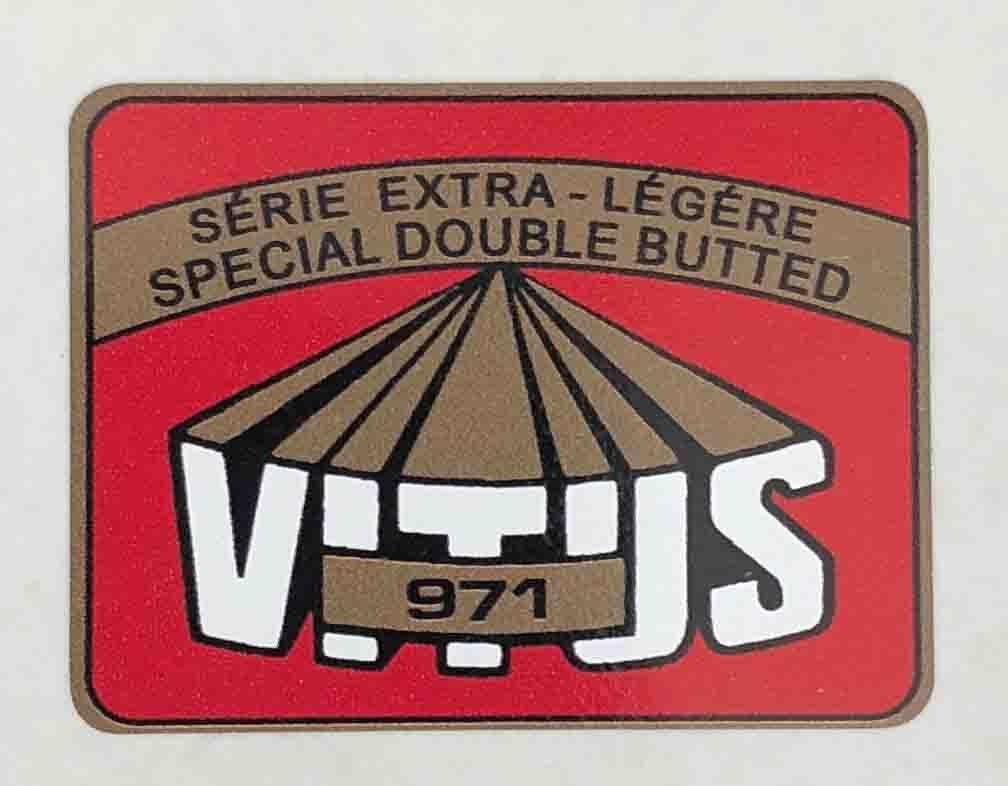 SÉRIE EXTRA-LÉGÉRE
SPECIAL DOUBLE BUTTED
VITUS
971